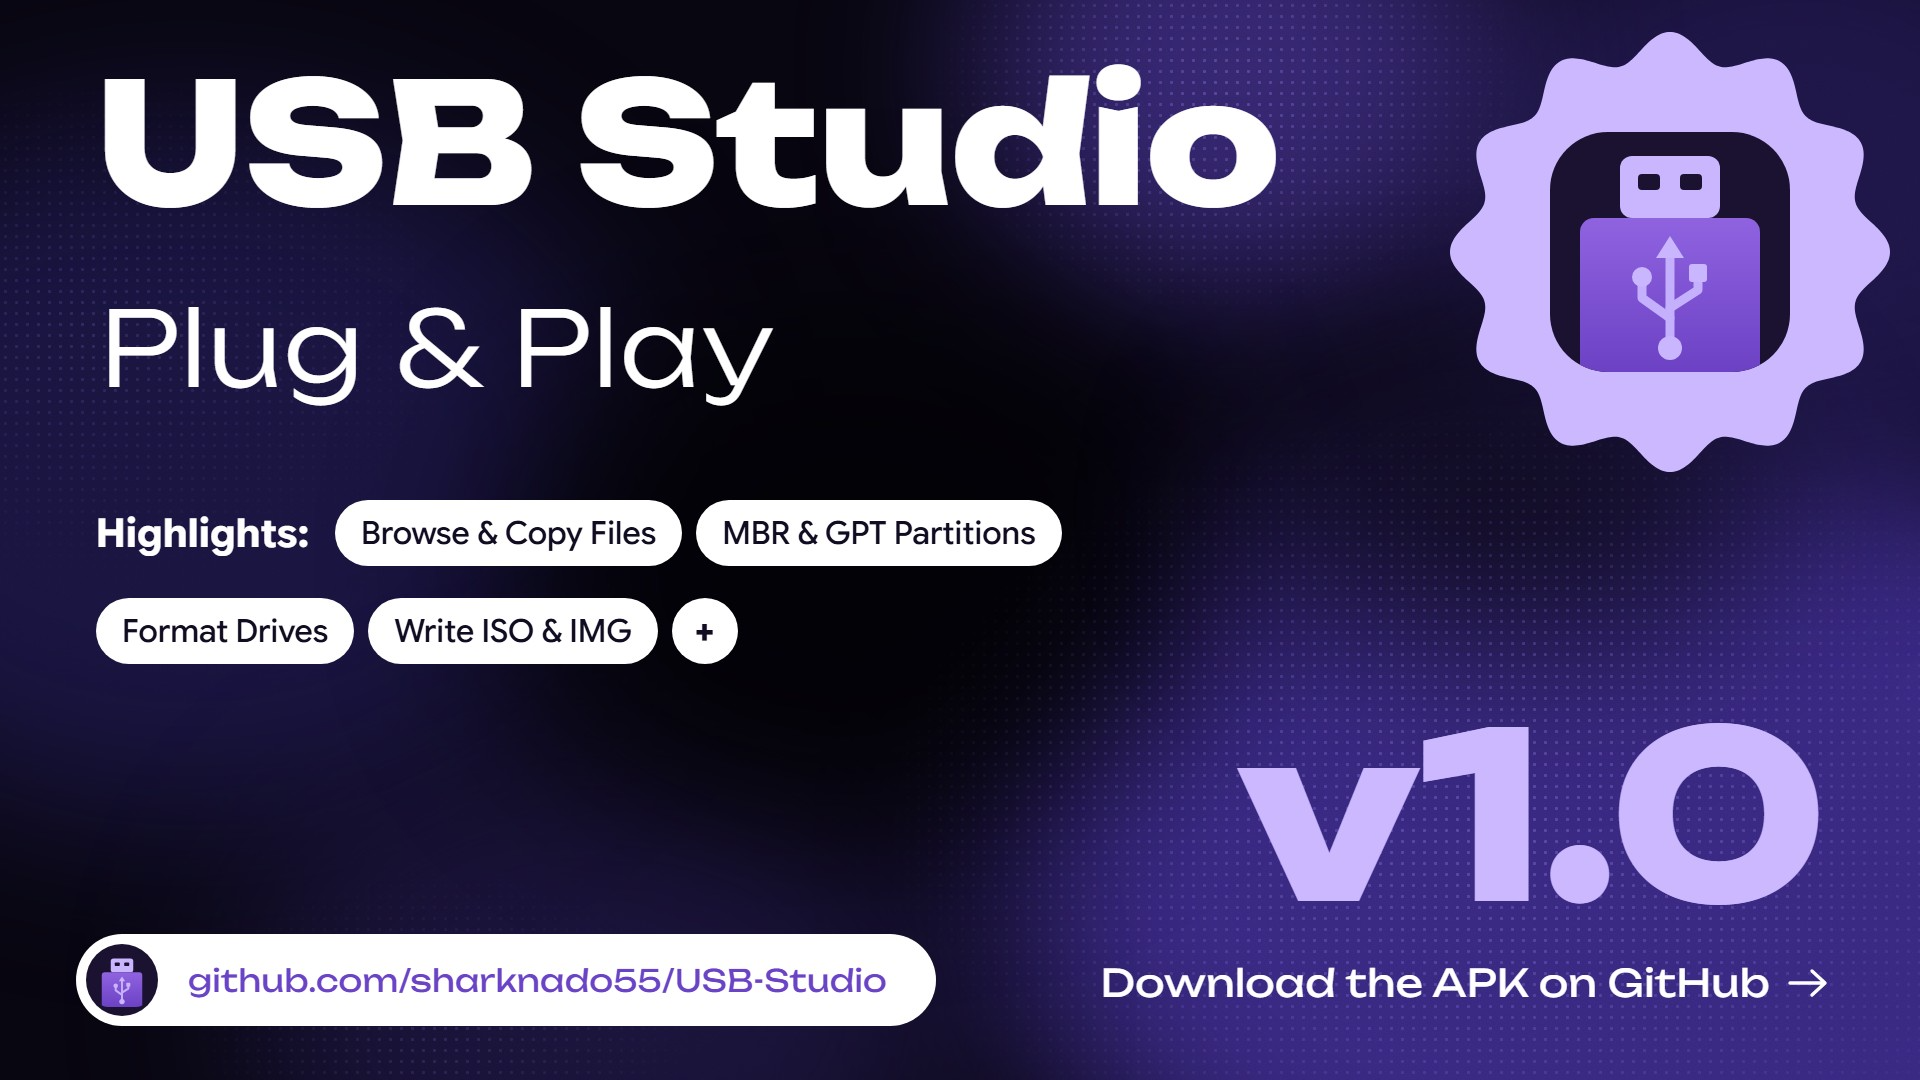 USB Studio
Plug & Play
Highlights: Browse & Copy Files MBR & GPT Partitions
Format Drives Write ISO & IMG +
v1.0
github.com/sharknado55/USB-Studio
Download the APK on GitHub →